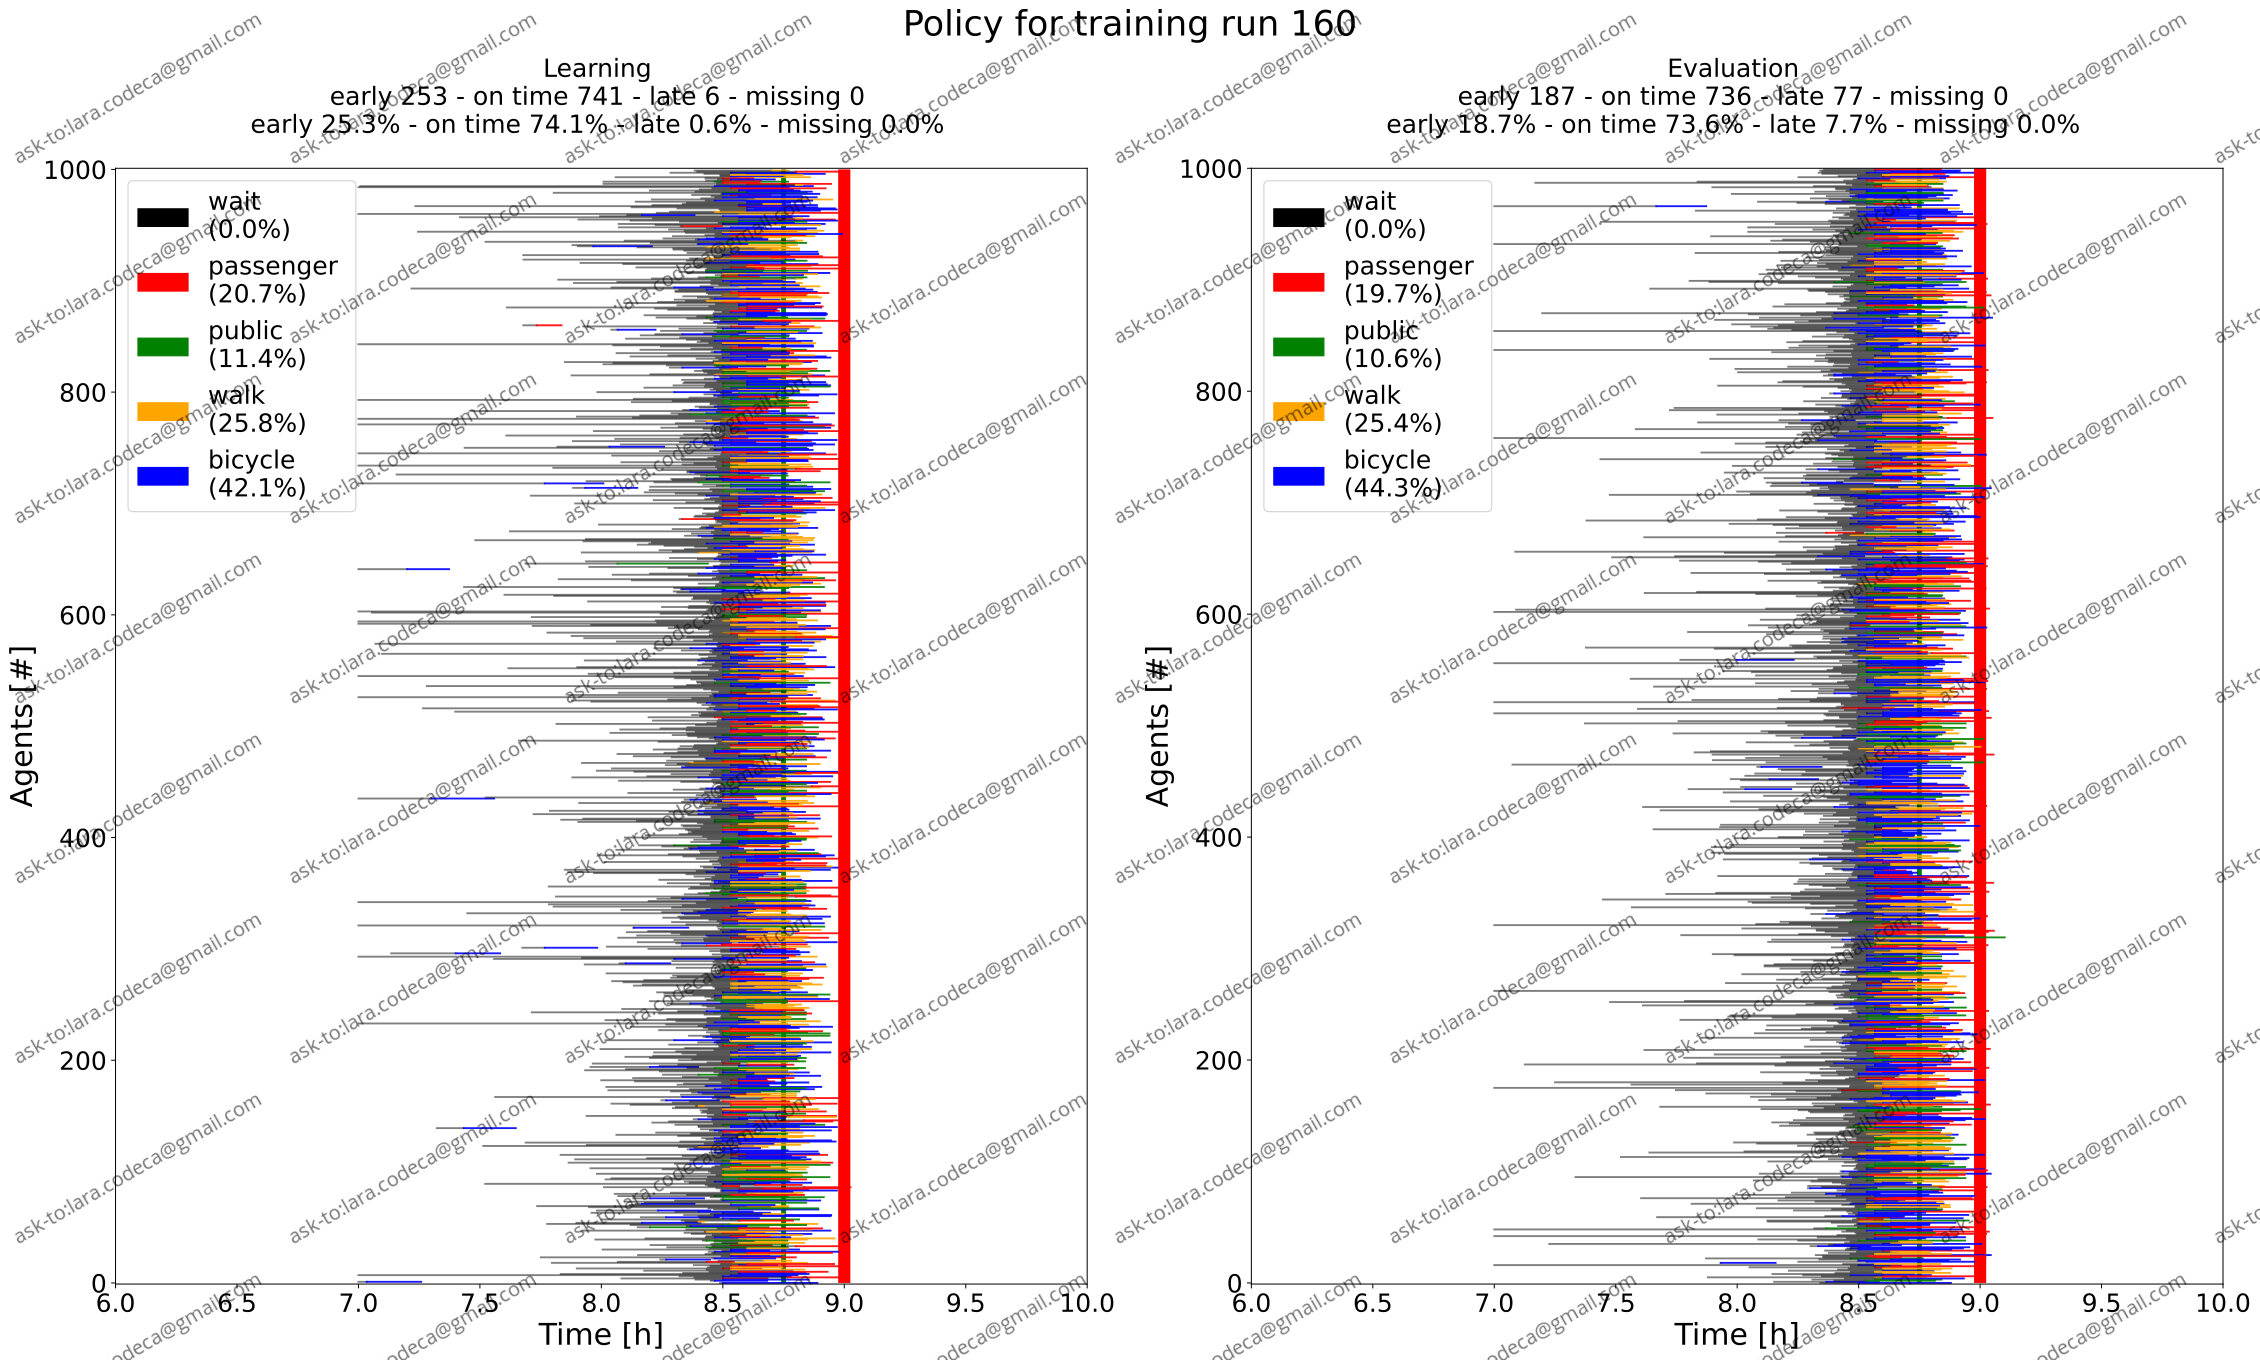 Policy for training run 160
Learning
early 253 - on time 741 - late 6 - missing 0
early 25.3% - on time 74.1% - late 0.6% - missing 0.0%
Evaluation
early 187 - on time 736 - late 77 - missing 0
early 18.7% - on time 73.6% - late 7.7% - missing 0.0%
wait
(0.0%)
passenger
(20.7%)
public
(11.4%)
walk
(25.8%)
bicycle
(42.1%)
1000
800
600
400
200
0
Agents [#]
6.0 6.5 7.0 7.5 8.0 8.5 9.0 9.5 10.0
Time [h]
wait
(0.0%)
passenger
(19.7%)
public
(10.6%)
walk
(25.4%)
bicycle
(44.3%)
1000
800
600
400
200
0
Agents [#]
6.0 6.5 7.0 7.5 8.0 8.5 9.0 9.5 10.0
Time [h]
ask-to:lara.codeca@gmail.com